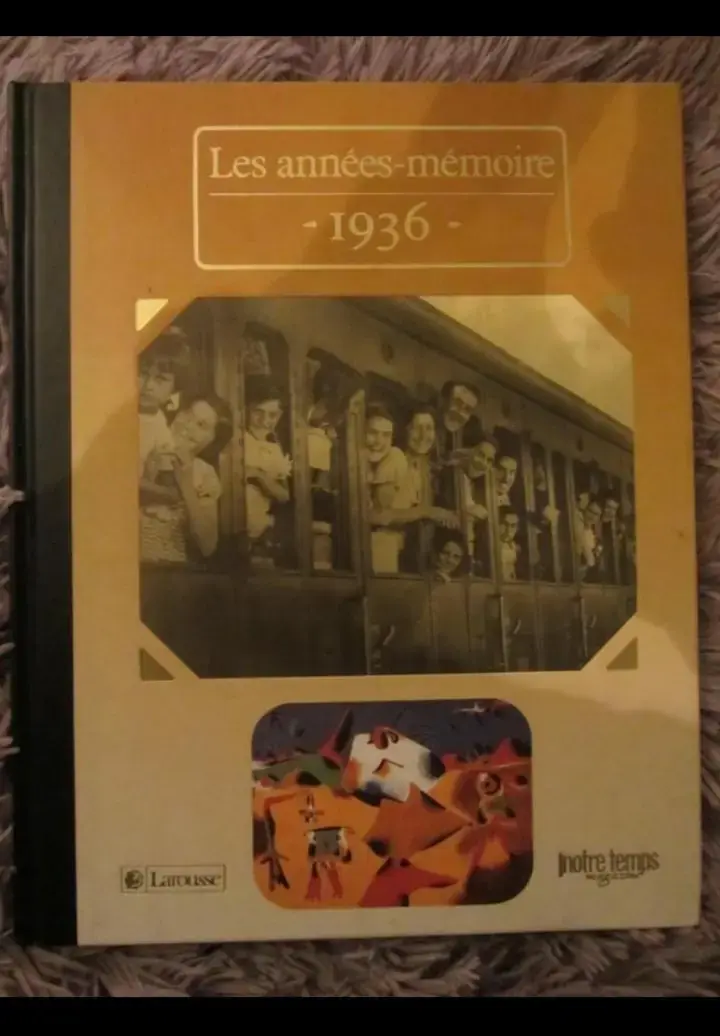 Les années-mémoire
- 1936 -
Larousse
notre temps